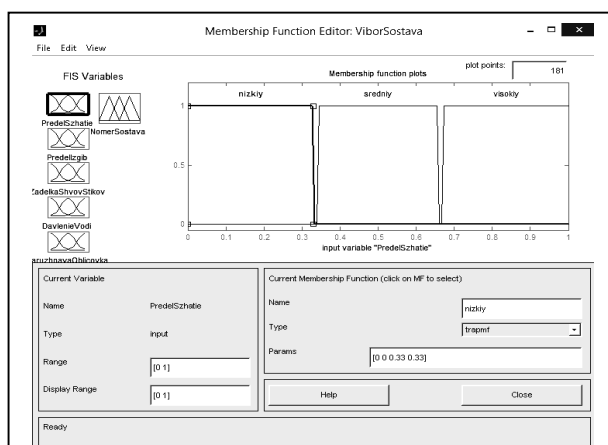 Membership Function Editor: ViborSostava
File Edit View
FIS Variables
PredelSzhatie
NomerSostava
PredelIzgib
ZadelkaShvovStikov
DavlenieVodi
aruzhnayaOblicovka
Membership function plots
plot points:
181
nizkiy
sredniy
visokiy
1
0.5
0
0 0.1 0.2 0.3 0.4 0.5 0.6 0.7 0.8 0.9 1
input variable "PredelSzhatie"
Current Variable
Name PredelSzhatie
Type input
Range [0 1]
Display Range [0 1]
Current Membership Function (click on MF to select)
Name nizkiy
Type trapmf
Params [0 0 0.33 0.33]
Help Close
Ready